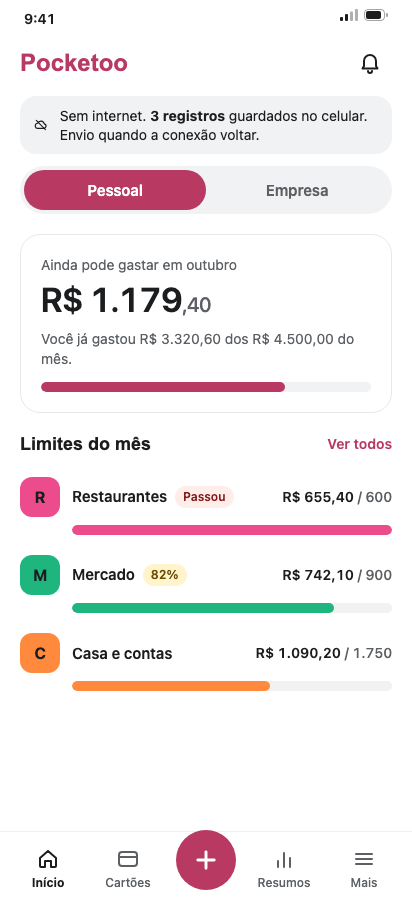 9:41
Pocketoo
Sem internet. 3 registros guardados no celular.
Envio quando a conexão voltar.
Pessoal
Empresa
Ainda pode gastar em outubro
R$ 1.179,40
Você já gastou R$ 3.320,60 dos R$ 4.500,00 do
mês.
Limites do mês
Ver todos
R
Restaurantes
Passou
R$ 655,40 / 600
M
Mercado
82%
R$ 742,10 / 900
C
Casa e contas
R$ 1.090,20 / 1.750
Início
Cartões
Resumos
Mais